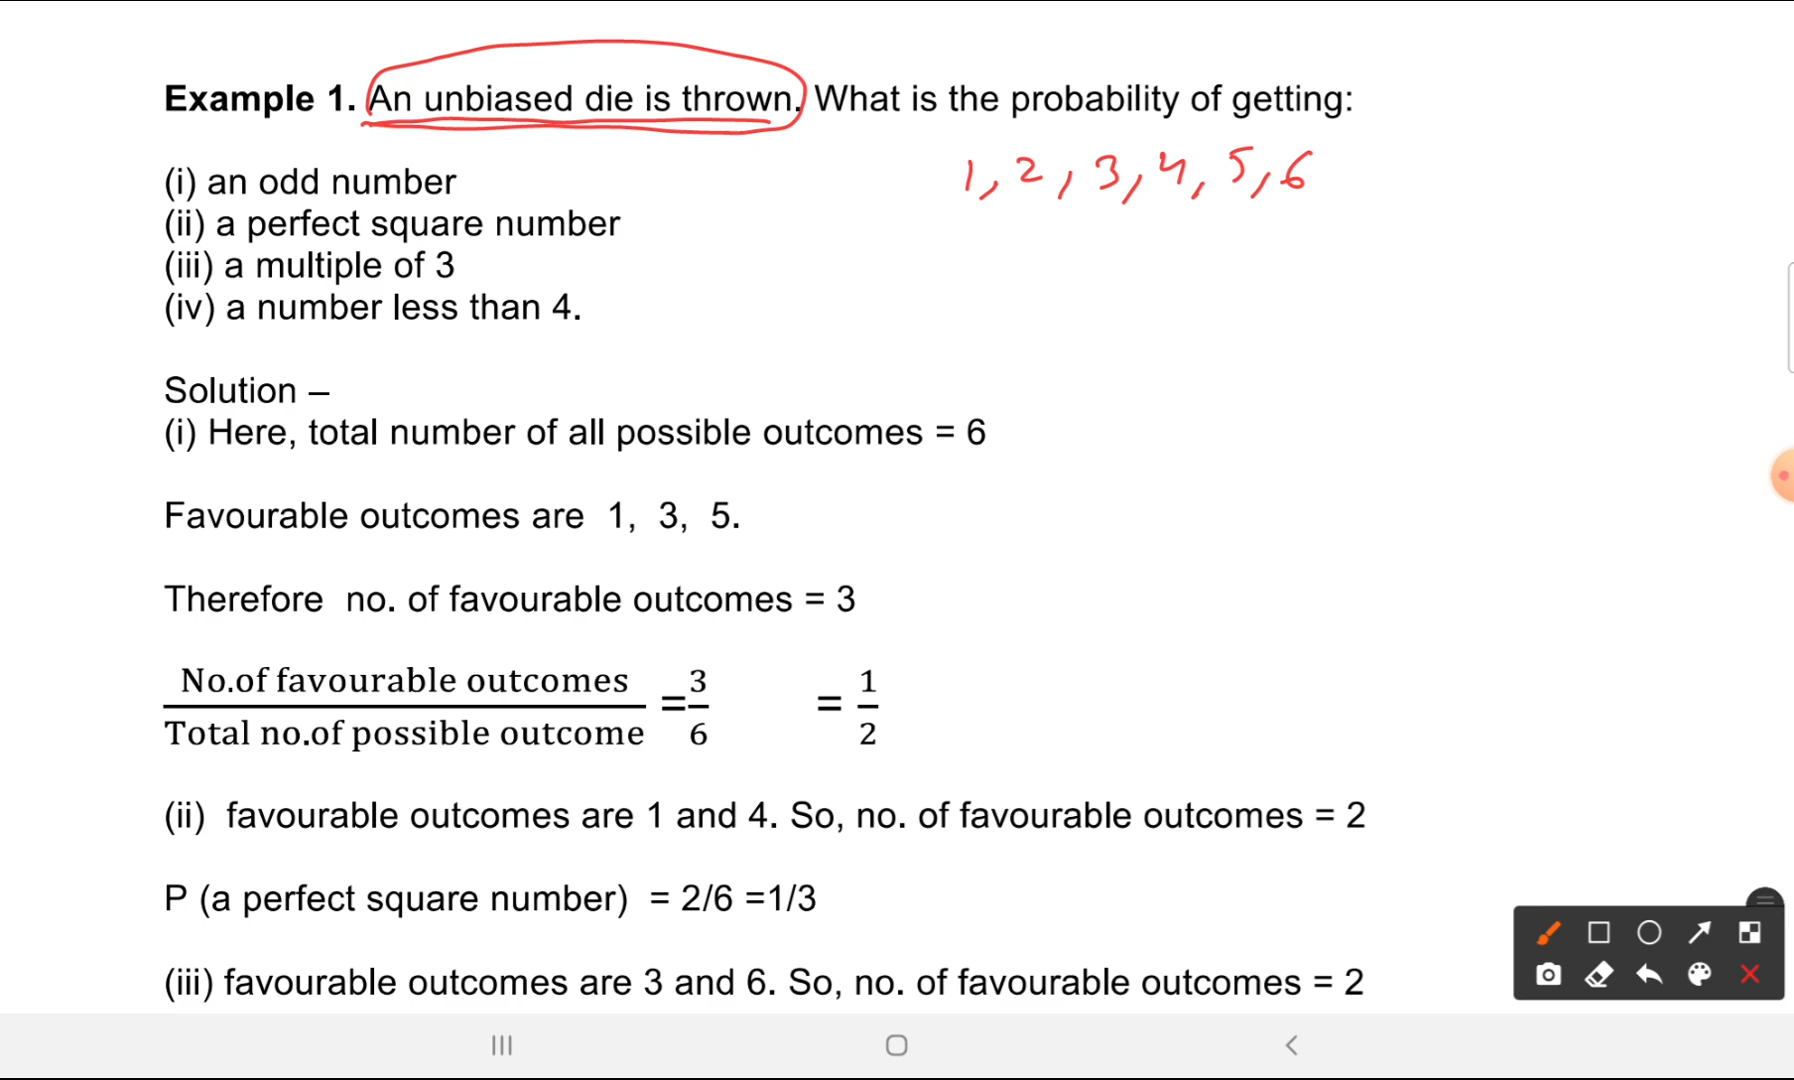 Example 1. An unbiased die is thrown. What is the probability of getting:
1, 2, 3, 4, 5, 6
(i) an odd number
(ii) a perfect square number
(iii) a multiple of 3
(iv) a number less than 4.
Solution –
(i) Here, total number of all possible outcomes = 6
Favourable outcomes are 1, 3, 5.
Therefore no. of favourable outcomes = 3
No.of favourable outcomes / Total no.of possible outcome = 3/6 = 1/2
(ii) favourable outcomes are 1 and 4. So, no. of favourable outcomes = 2
P (a perfect square number) = 2/6 =1/3
(iii) favourable outcomes are 3 and 6. So, no. of favourable outcomes = 2